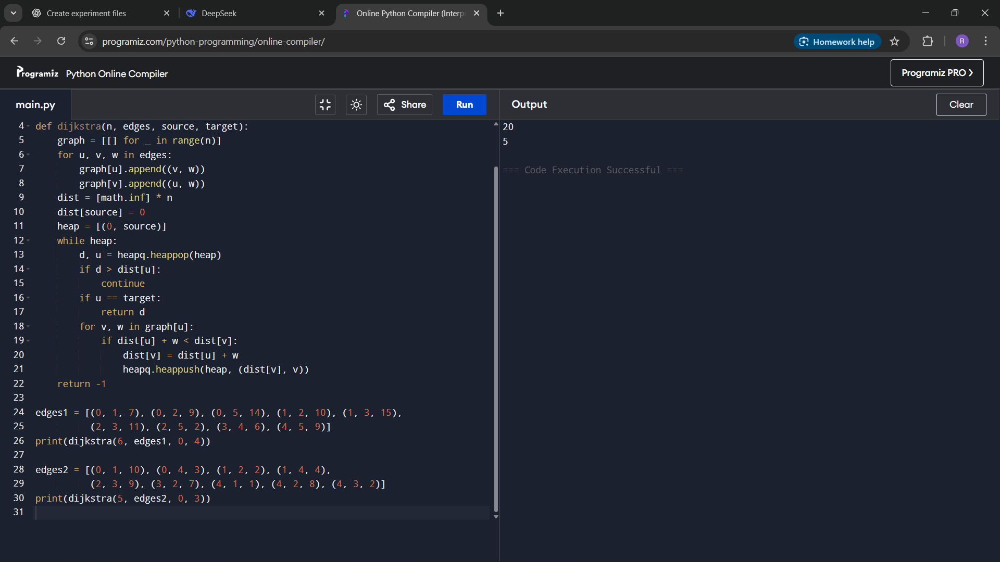 Create experiment files
DeepSeek
Online Python Compiler (Interp
programiz.com/python-programming/online-compiler/
Homework help
R
Programiz Python Online Compiler
Programiz PRO
main.py
Share
Run
Output
Clear
4 def dijkstra(n, edges, source, target):
5     graph = [[] for _ in range(n)]
6     for u, v, w in edges:
7         graph[u].append((v, w))
8         graph[v].append((u, w))
9     dist = [math.inf] * n
10     dist[source] = 0
11     heap = [(0, source)]
12     while heap:
13         d, u = heapq.heappop(heap)
14         if d > dist[u]:
15             continue
16         if u == target:
17             return d
18         for v, w in graph[u]:
19             if dist[u] + w < dist[v]:
20                 dist[v] = dist[u] + w
21                 heapq.heappush(heap, (dist[v], v))
22     return -1
23
24 edges1 = [(0, 1, 7), (0, 2, 9), (0, 5, 14), (1, 2, 10), (1, 3, 15),
25           (2, 3, 11), (2, 5, 2), (3, 4, 6), (4, 5, 9)]
26 print(dijkstra(6, edges1, 0, 4))
27
28 edges2 = [(0, 1, 10), (0, 4, 3), (1, 2, 2), (1, 4, 4),
29           (2, 3, 9), (3, 2, 7), (4, 1, 1), (4, 2, 8), (4, 3, 2)]
30 print(dijkstra(5, edges2, 0, 3))
31
20
5
=== Code Execution Successful ===